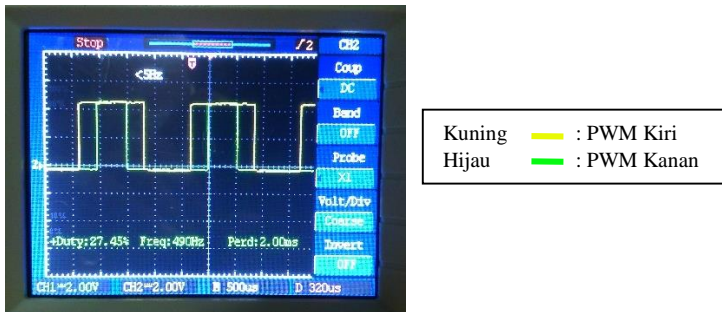 Stop
/2
CH2
<5Hz
Coup
DC
Band
OFF
Probe
X1
Volt/Div
Coarse
Invert
OFF
2
+Duty:27.45% Freq:490Hz Perd:2.00ms
CH1 2.00V CH2 2.00V M 500us D 320us
Kuning : PWM Kiri
Hijau : PWM Kanan